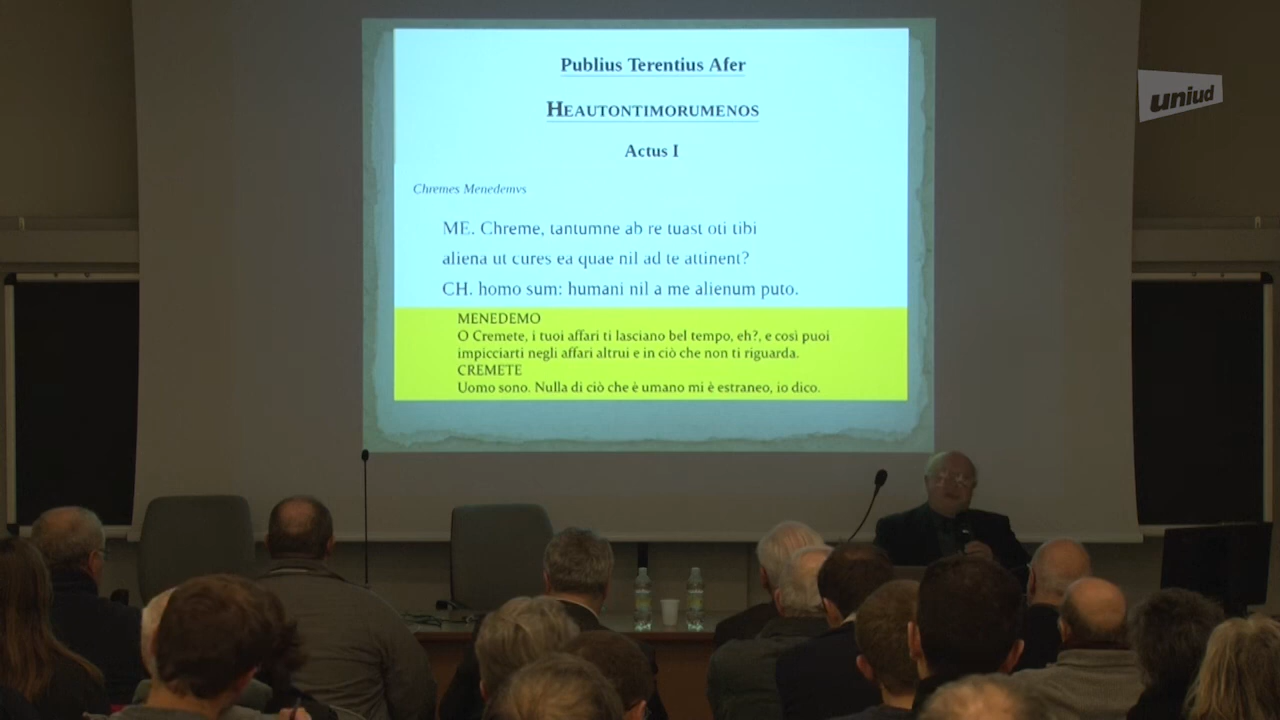 Publius Terentius Afer
HEAUTONTIMORUMENOS
Actus I
Chremes Menedemvs
ME. Chreme, tantumne ab re tuast oti tibi
aliena ut cures ea quae nil ad te attinent?
CH. homo sum: humani nil a me alienum puto.
MENEDEMO
O Cremete, i tuoi affari ti lasciano bel tempo, eh?, e così puoi
impicciarti negli affari altrui e in ciò che non ti riguarda.
CREMETE
Uomo sono. Nulla di ciò che è umano mi è estraneo, io dico.
uniud